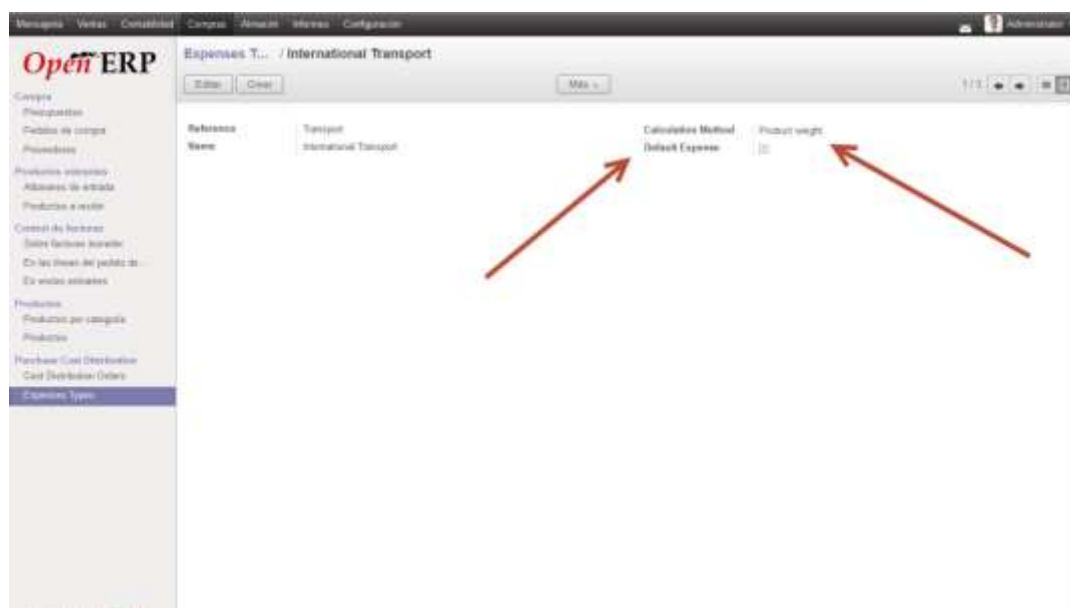 Mensajería Ventas Contabilidad Compras Almacén Informes Configuración Administrator
Open ERP
Expenses T... / International Transport
Editar Crear Más
Compra
Presupuestos
Pedidos de compra
Proveedores
Productos entrantes
Albaranes de entrada
Productos a recibir
Control de facturas
Sobre facturas borrador
En las líneas del pedido de ...
En envíos entrantes
Productos
Productos por categoría
Productos
Purchase Cost Distribution
Cost Distribution Orders
Expenses Types
Reference Transport
Name International Transport
Calculation Method Product weight
Default Expense